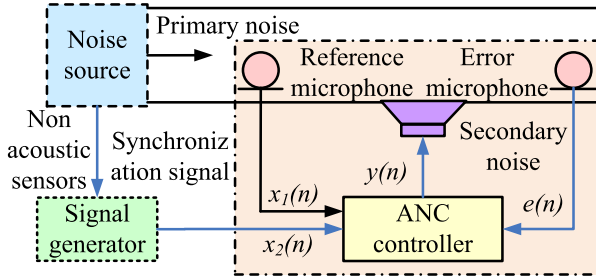 Noise
source
Primary noise
Reference
microphone
Error
microphone
Non
acoustic
sensors
Synchroniz
ation signal
Secondary
noise
y(n)
x₁(n)
e(n)
Signal
generator
x₂(n)
ANC
controller